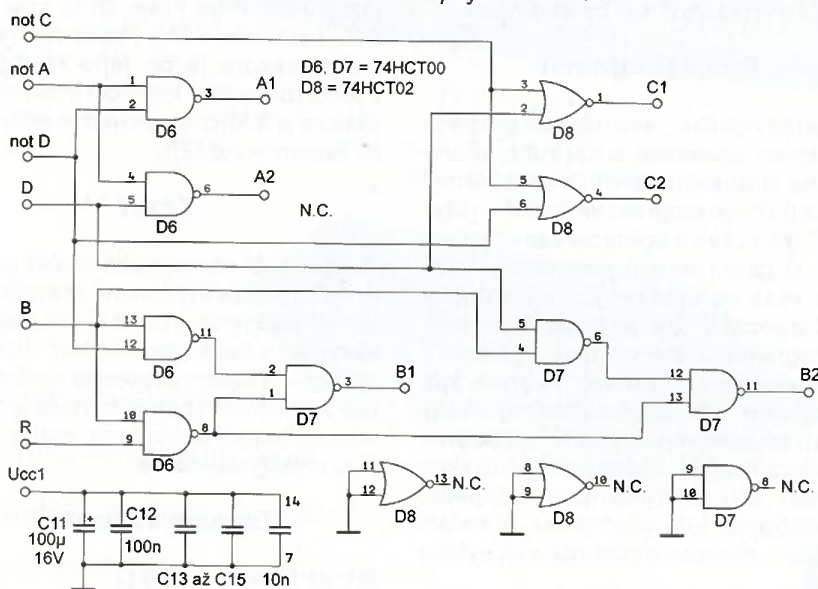 not C
not A
1
2
3
A1
D6
D6, D7 = 74HCT00
D8 = 74HCT02
3
2
1
C1
D8
not D
4
5
6
A2
D6
D
N.C.
5
6
4
C2
D8
B
13
12
11
D6
5
4
6
D7
2
1
3
B1
D7
12
13
11
B2
D7
R
10
9
8
D6
Ucc1
C11
100µ
16V
+
C12
100n
14
7
C13 až C15
10n
11
12
13
N.C.
D8
8
9
10
N.C.
D8
9
10
8
N.C.
D7